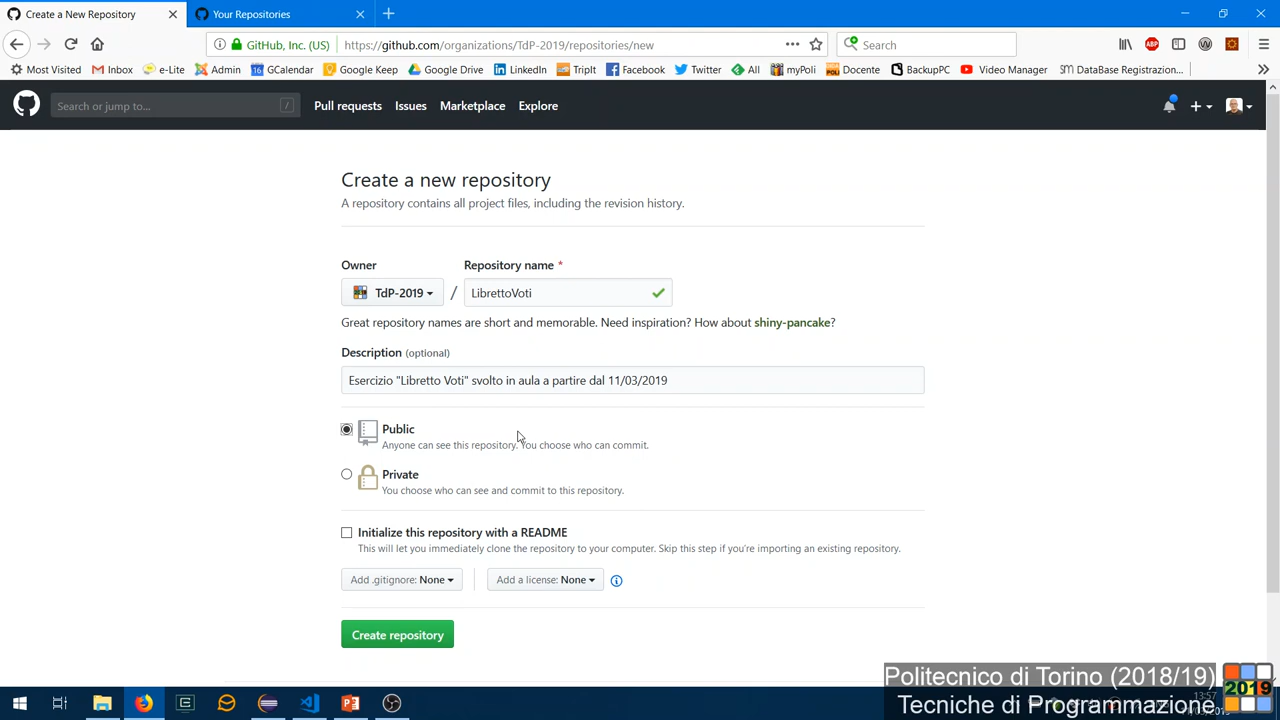 Create a New Repository
Your Repositories
GitHub, Inc. (US)
https://github.com/organizations/TdP-2019/repositories/new
Search
Most Visited
Inbox
e-Lite
Admin
GCalendar
Google Keep
Google Drive
LinkedIn
TripIt
Facebook
Twitter
All
myPoli
Docente
BackupPC
Video Manager
DataBase Registrazion...
Search or jump to...
/
Pull requests
Issues
Marketplace
Explore
Create a new repository
A repository contains all project files, including the revision history.
Owner
Repository name *
TdP-2019
/
LibrettoVoti
Great repository names are short and memorable. Need inspiration? How about shiny-pancake?
Description (optional)
Esercizio "Libretto Voti" svolto in aula a partire dal 11/03/2019
Public
Anyone can see this repository. You choose who can commit.
Private
You choose who can see and commit to this repository.
Initialize this repository with a README
This will let you immediately clone the repository to your computer. Skip this step if you're importing an existing repository.
Add .gitignore: None
Add a license: None
Create repository
Politecnico di Torino (2018/19)
Tecniche di Programmazione
2019
13:57